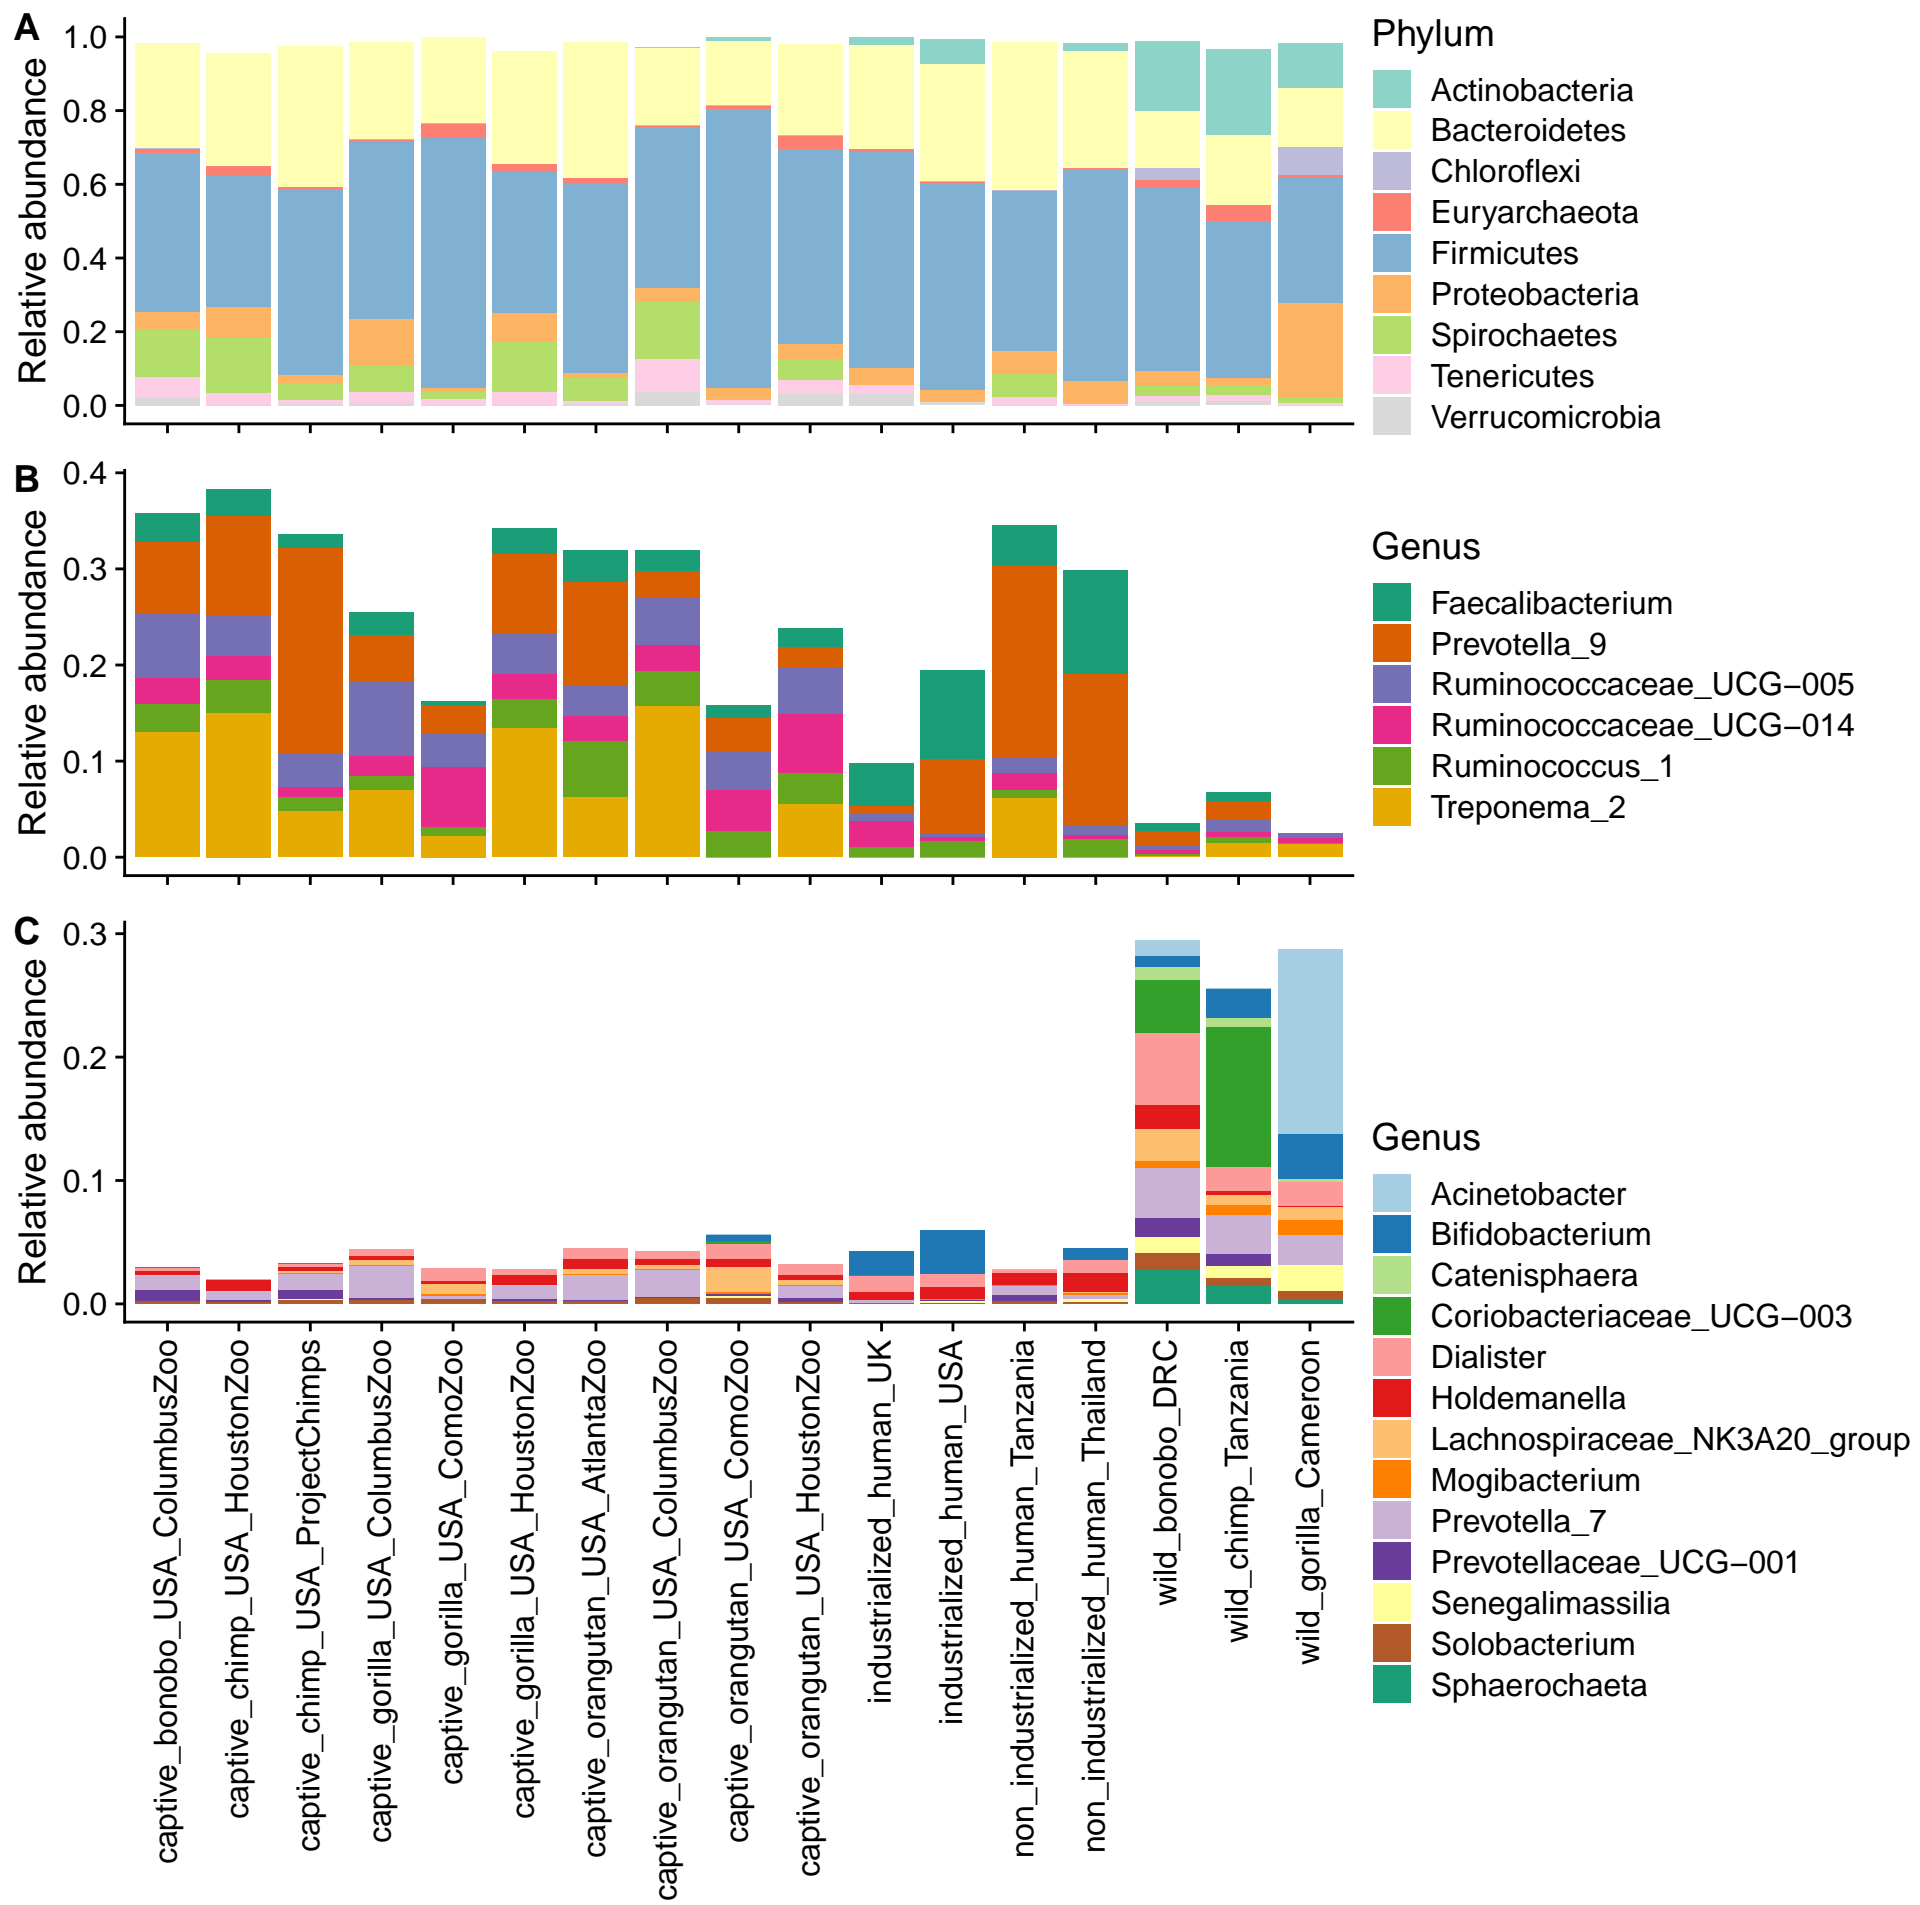 A
Relative abundance
1.0
0.8
0.6
0.4
0.2
0.0
Phylum
Actinobacteria
Bacteroidetes
Chloroflexi
Euryarchaeota
Firmicutes
Proteobacteria
Spirochaetes
Tenericutes
Verrucomicrobia
B
Relative abundance
0.4
0.3
0.2
0.1
0.0
Genus
Faecalibacterium
Prevotella_9
Ruminococcaceae_UCG−005
Ruminococcaceae_UCG−014
Ruminococcus_1
Treponema_2
C
Relative abundance
0.3
0.2
0.1
0.0
Genus
Acinetobacter
Bifidobacterium
Catenisphaera
Coriobacteriaceae_UCG−003
Dialister
Holdemanella
Lachnospiraceae_NK3A20_group
Mogibacterium
Prevotella_7
Prevotellaceae_UCG−001
Senegalimassilia
Solobacterium
Sphaerochaeta
captive_bonobo_USA_ColumbusZoo
captive_chimp_USA_HoustonZoo
captive_chimp_USA_ProjectChimps
captive_gorilla_USA_ColumbusZoo
captive_gorilla_USA_ComoZoo
captive_gorilla_USA_HoustonZoo
captive_orangutan_USA_AtlantaZoo
captive_orangutan_USA_ColumbusZoo
captive_orangutan_USA_ComoZoo
captive_orangutan_USA_HoustonZoo
industrialized_human_UK
industrialized_human_USA
non_industrialized_human_Tanzania
non_industrialized_human_Thailand
wild_bonobo_DRC
wild_chimp_Tanzania
wild_gorilla_Cameroon